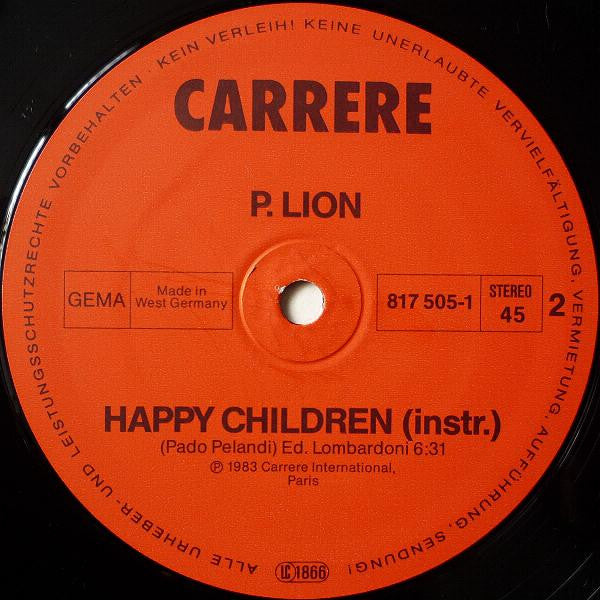 ALLE URHEBER- UND LEISTUNGSSCHUTZRECHTE VORBEHALTEN · KEIN VERLEIH! KEINE UNERLAUBTE VERVIELFÄLTIGUNG, VERMIETUNG, AUFFÜHRUNG, SENDUNG!
CARRERE
P. LION
GEMA
Made in
West Germany
817 505-1
STEREO
45
2
HAPPY CHILDREN (instr.)
(Pado Pelandi) Ed. Lombardoni 6:31
℗ 1983 Carrere International,
Paris
LC 1866